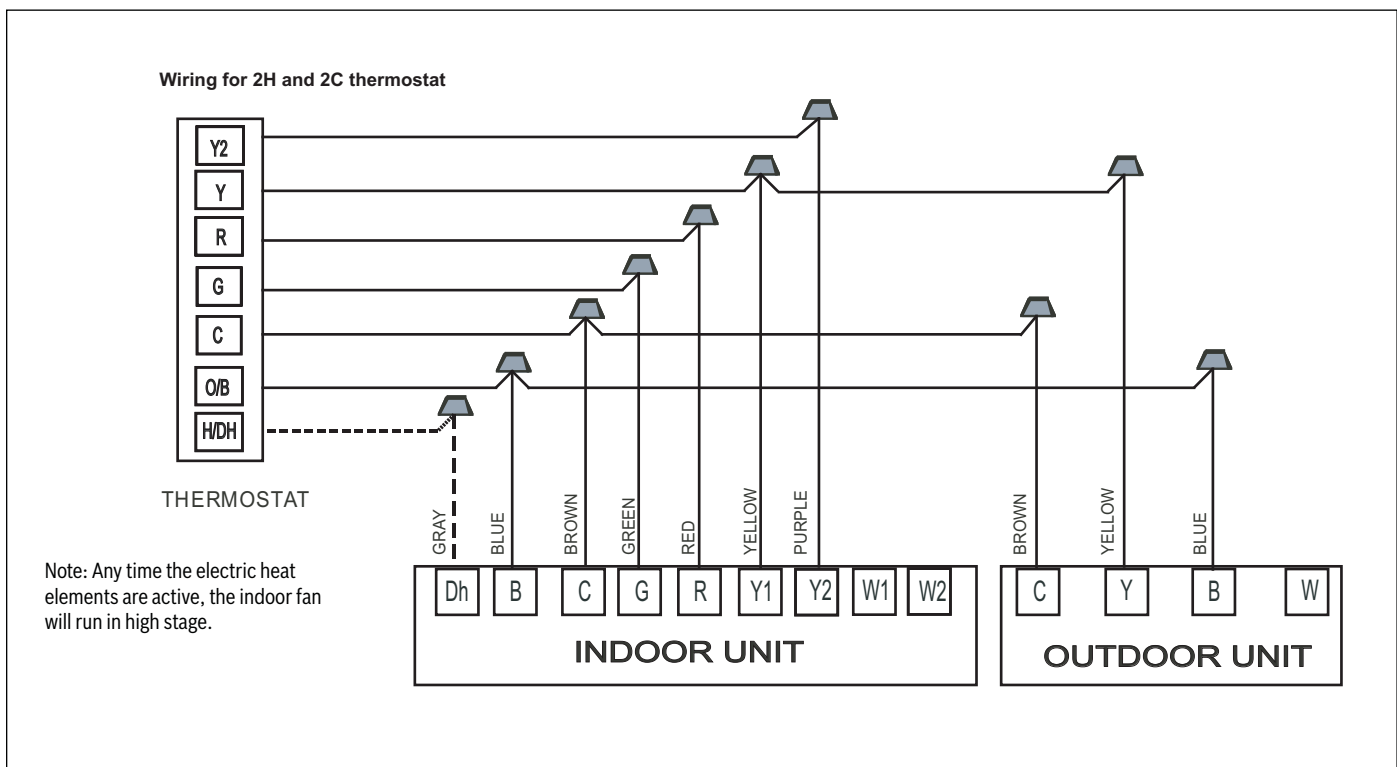 Wiring for 2H and 2C thermostat
Y2
Y
R
G
C
O/B
H/DH
THERMOSTAT
Note: Any time the electric heat
elements are active, the indoor fan
will run in high stage.
GRAY
BLUE
BROWN
GREEN
RED
YELLOW
PURPLE
BROWN
YELLOW
BLUE
Dh B C G R Y1 Y2 W1 W2
INDOOR UNIT
C Y B W
OUTDOOR UNIT